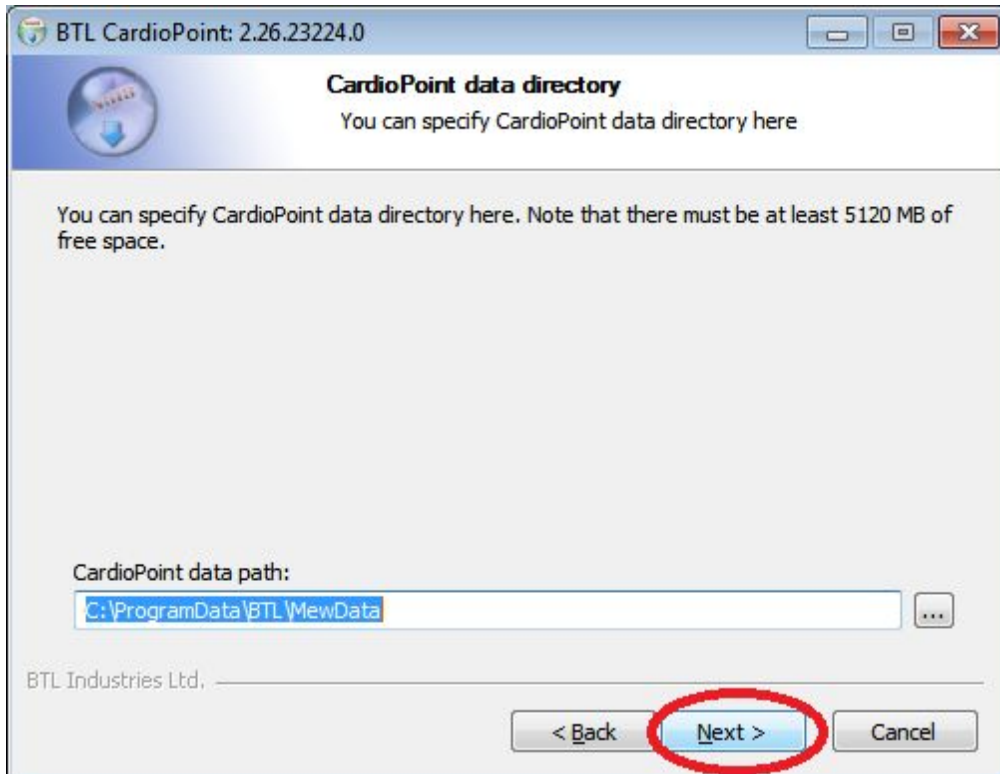 BTL CardioPoint: 2.26.23224.0
CardioPoint data directory
You can specify CardioPoint data directory here
You can specify CardioPoint data directory here. Note that there must be at least 5120 MB of
free space.
CardioPoint data path:
C:\ProgramData\BTL\MewData
...
BTL Industries Ltd.
< Back
Next >
Cancel